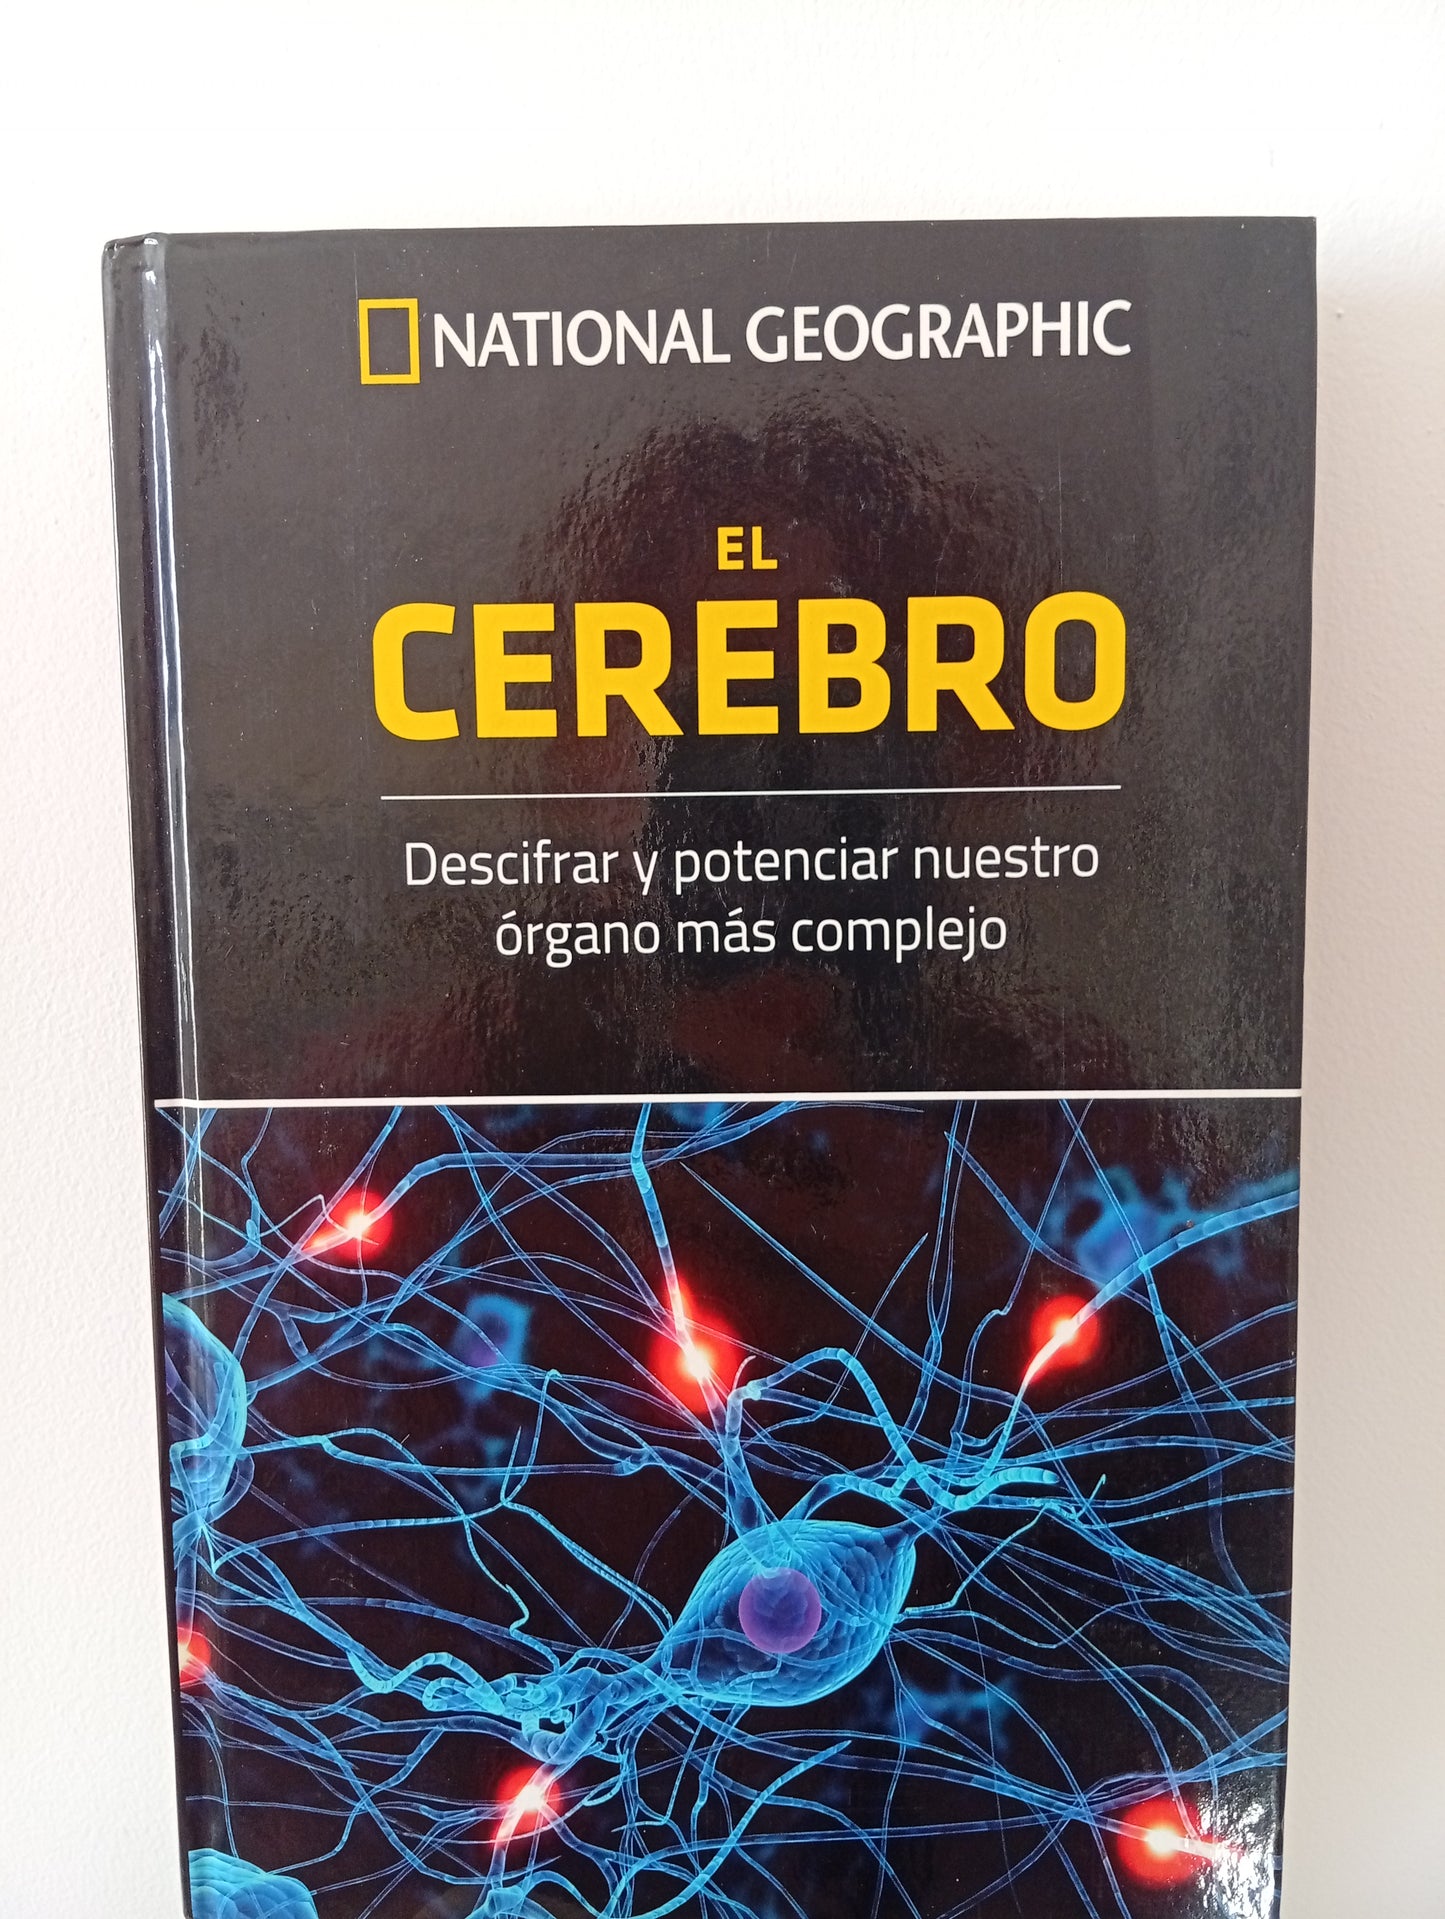 NATIONAL GEOGRAPHIC
EL
CEREBRO
Descifrar y potenciar nuestro
órgano más complejo